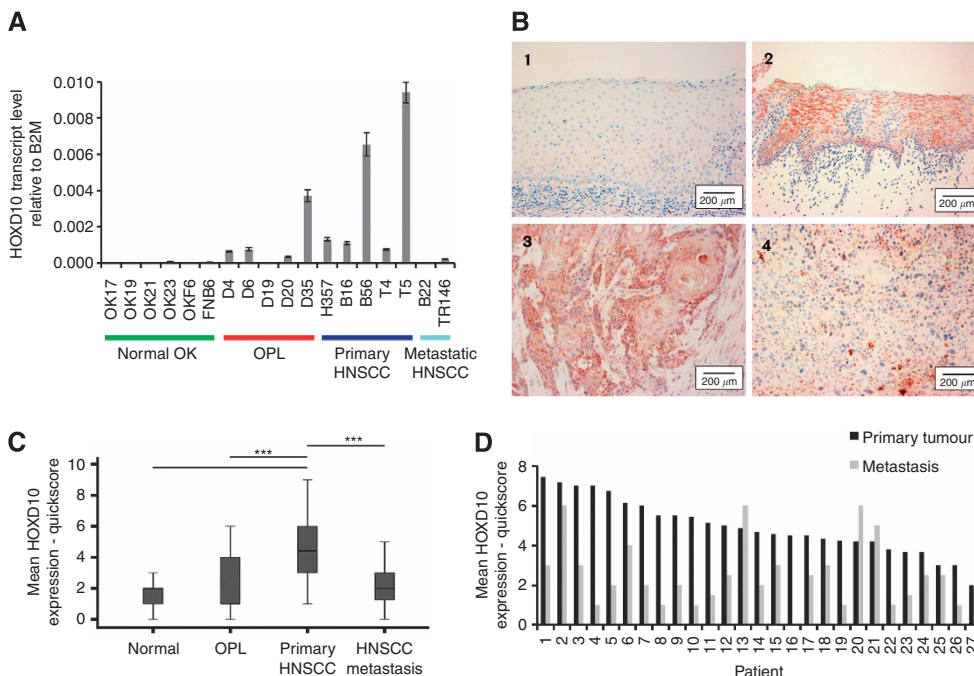 A
HOXD10 transcript level
relative to B2M
0.010
0.008
0.006
0.004
0.002
0.000
OK17
OK19
OK21
OK23
OKF6
FNB6
D4
D6
D19
D20
D35
H357
B16
B56
T4
T5
B22
TR146
Normal OK
OPL
Primary
HNSCC
Metastatic
HNSCC
B
1
200 μm
2
200 μm
3
200 μm
4
200 μm
C
Mean HOXD10
expression - quickscore
10
8
6
4
2
0
***
***
Normal
OPL
Primary
HNSCC
HNSCC
metastasis
D
Primary tumour
Metastasis
Mean HOXD10
expression - quickscore
8
6
4
2
0
1
2
3
4
5
6
7
8
9
10
11
12
13
14
15
16
17
18
19
20
21
22
23
24
25
26
27
Patient